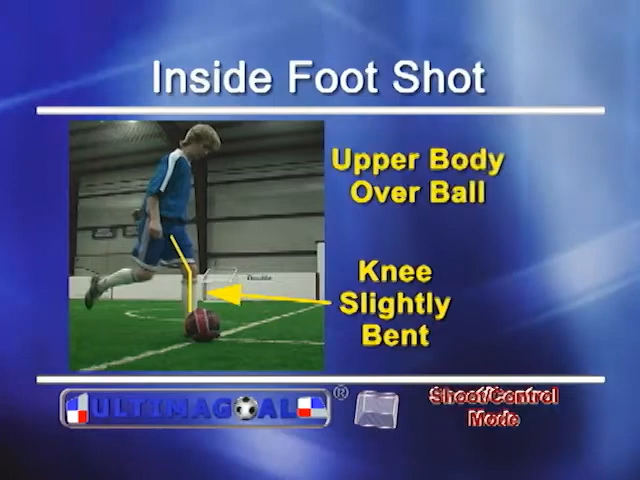 Inside Foot Shot
Upper Body
Over Ball
Knee
Slightly
Bent
ULTIMAGOAL®
Shoot/Control
Mode